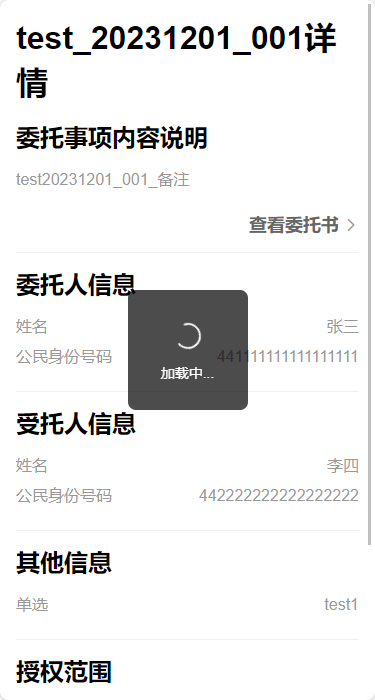 test_20231201_001详
情
委托事项内容说明
test20231201_001_备注
查看委托书
委托人信息
姓名 张三
公民身份号码 441111111111111111
加载中...
受托人信息
姓名 李四
公民身份号码 442222222222222222
其他信息
单选 test1
授权范围